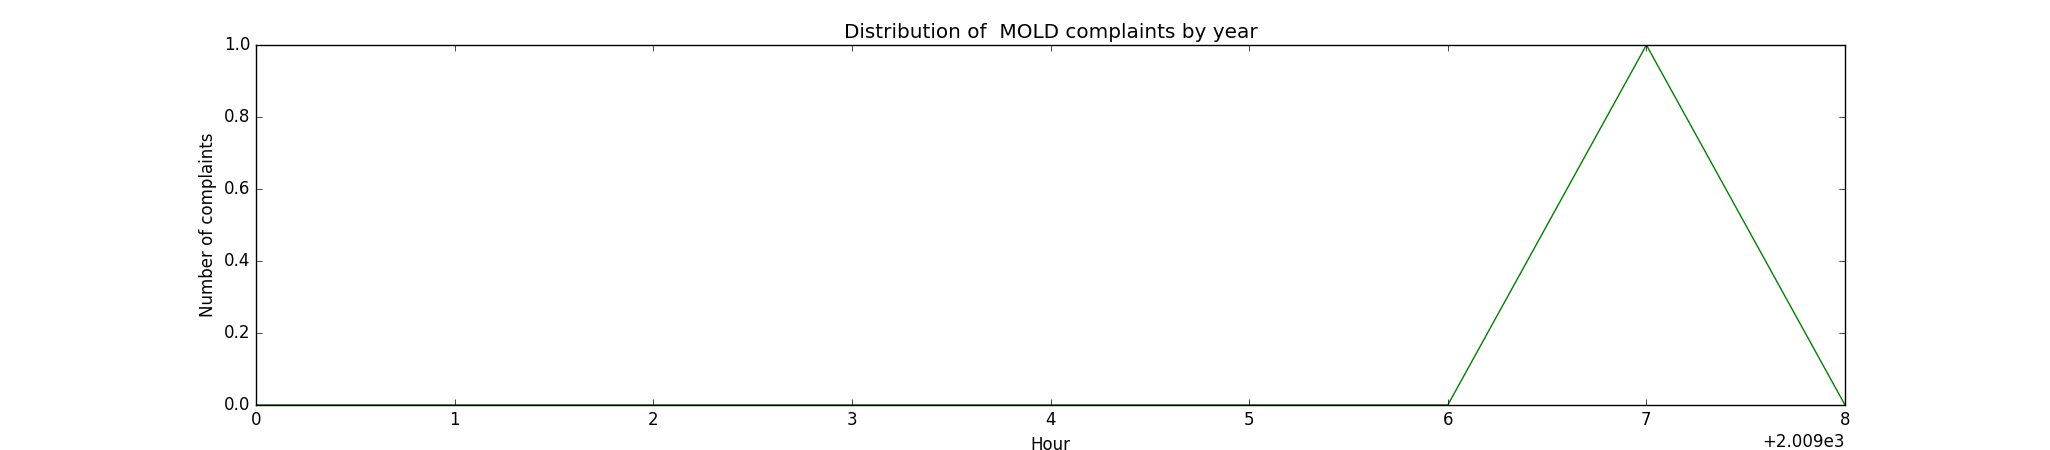 Distribution of  MOLD complaints by year
Number of complaints
1.0
0.8
0.6
0.4
0.2
0.0
0 1 2 3 4 5 6 7 8
Hour
+2.009e3